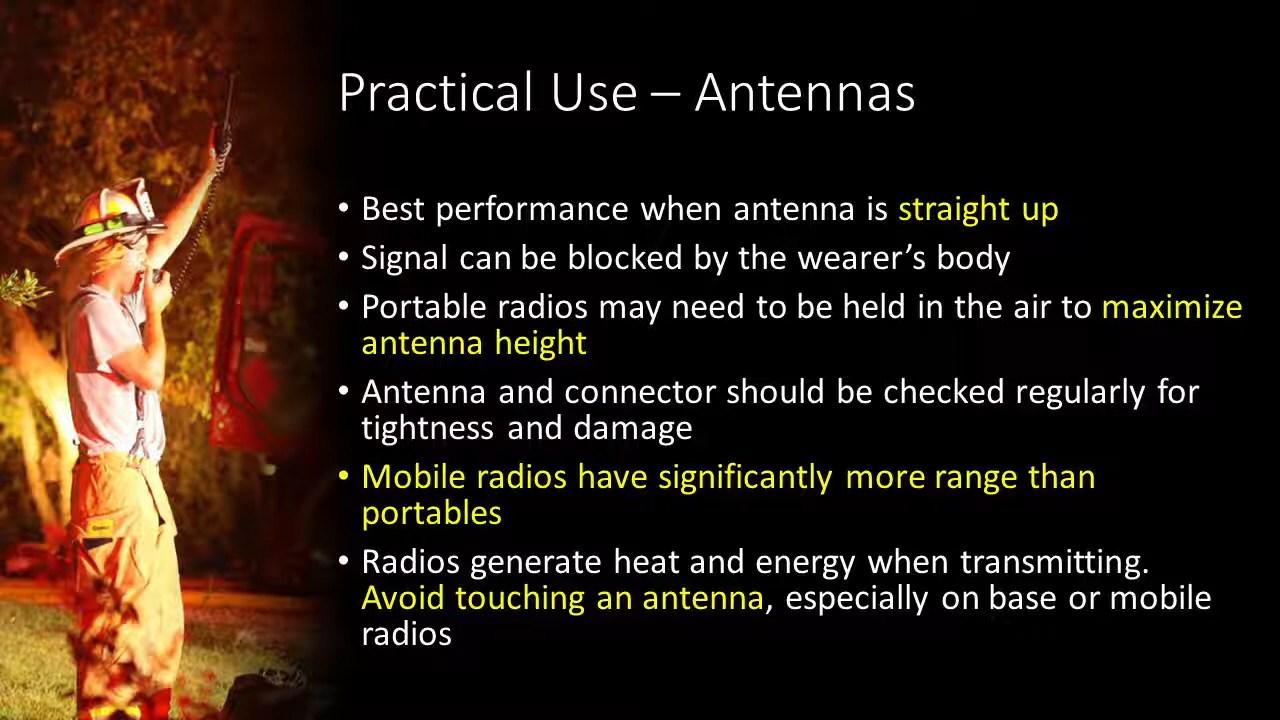 Practical Use – Antennas
• Best performance when antenna is straight up
• Signal can be blocked by the wearer’s body
• Portable radios may need to be held in the air to maximize
antenna height
• Antenna and connector should be checked regularly for
tightness and damage
• Mobile radios have significantly more range than
portables
• Radios generate heat and energy when transmitting.
Avoid touching an antenna, especially on base or mobile
radios